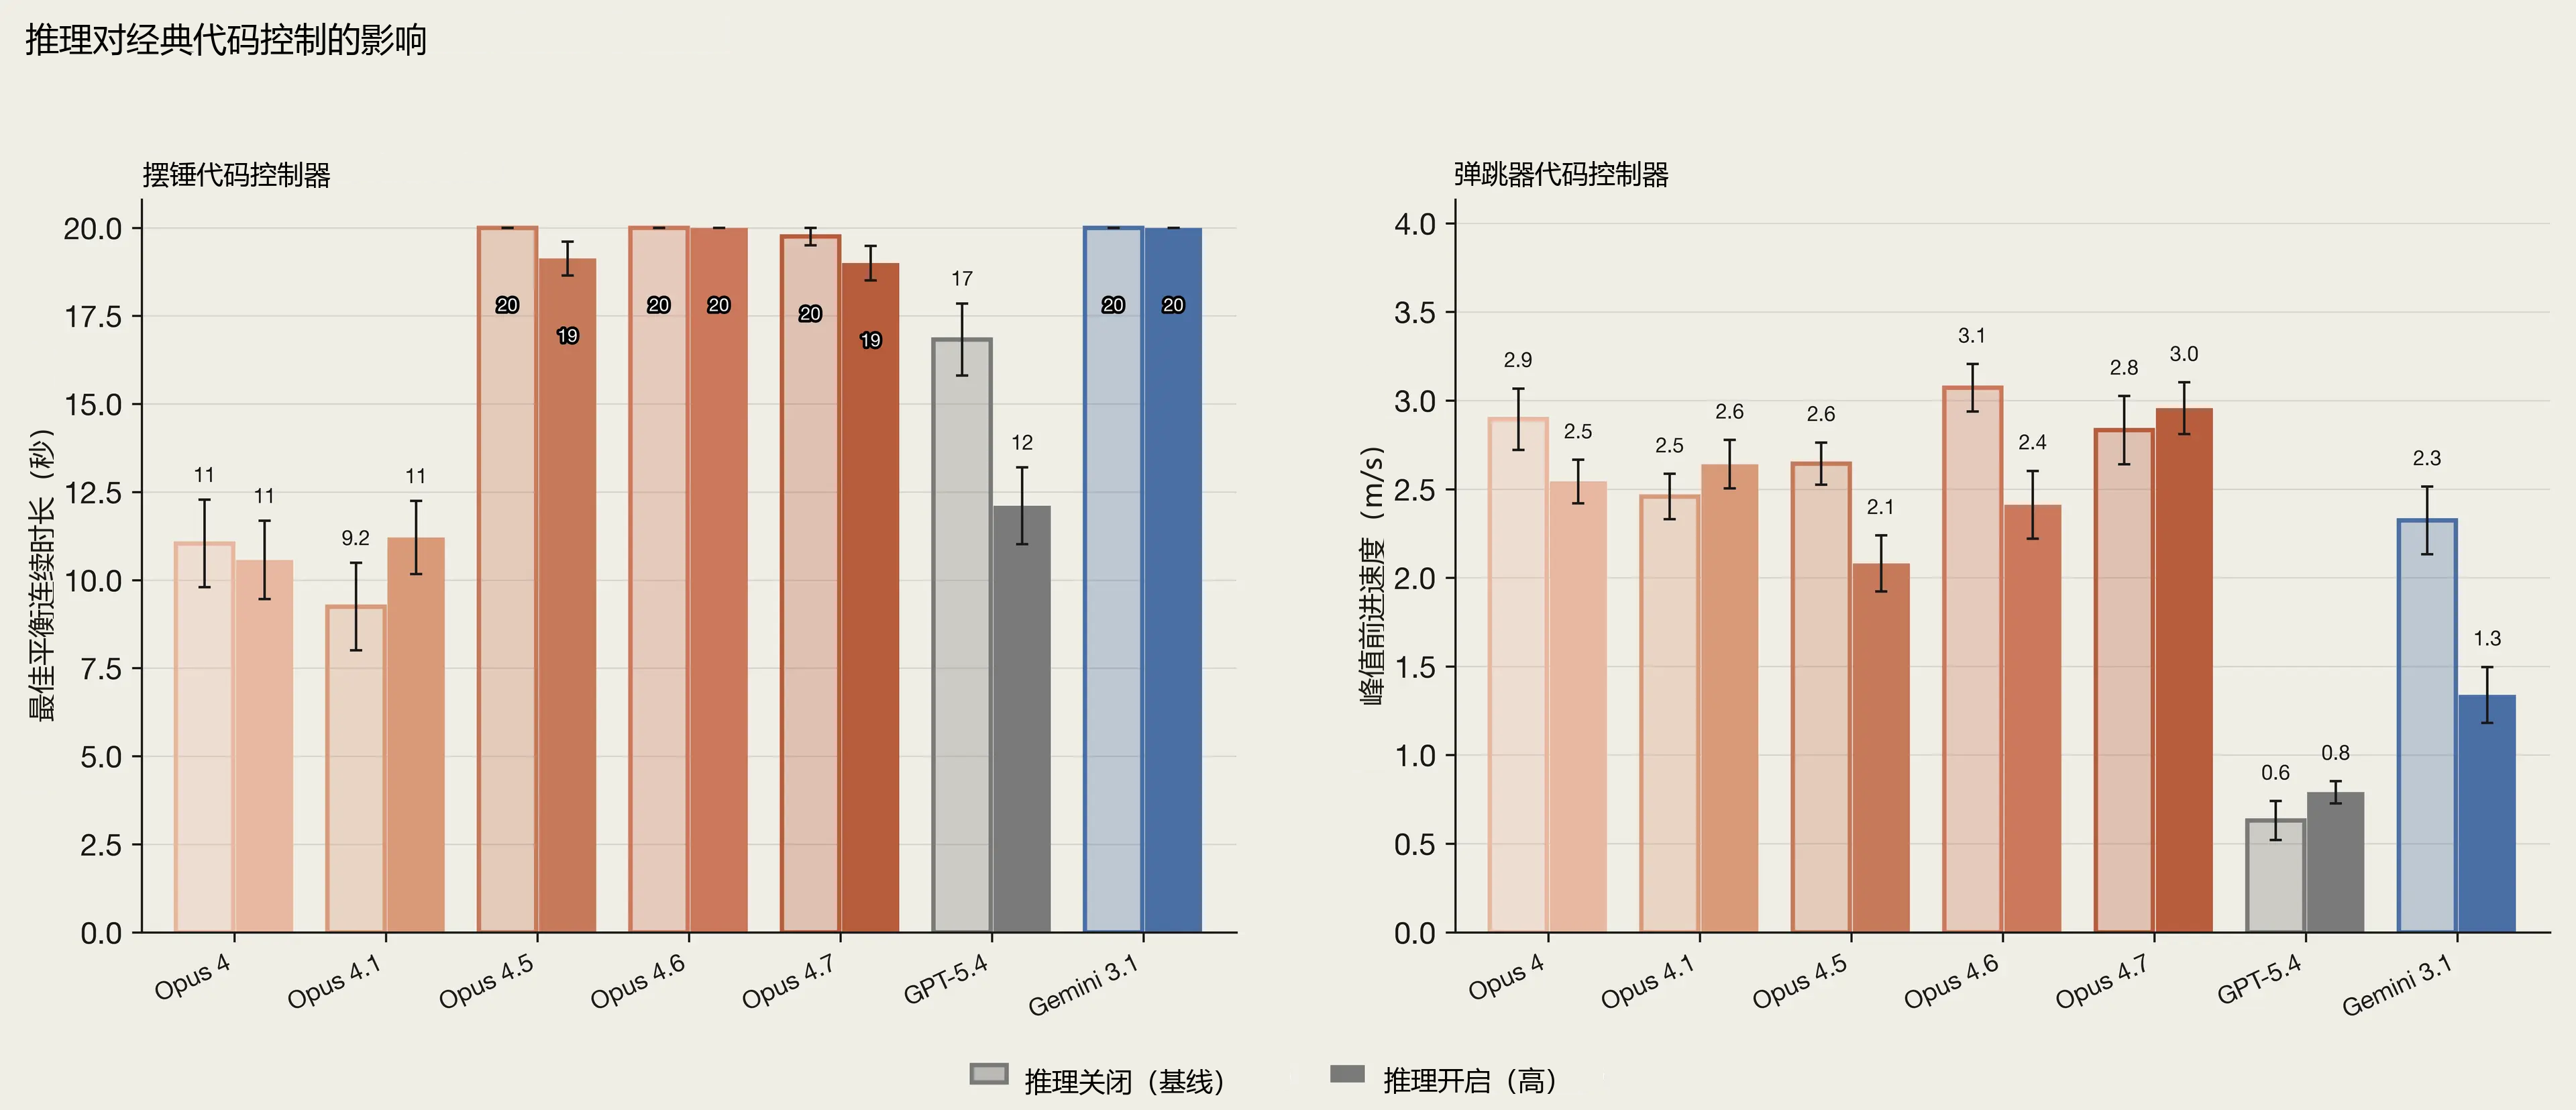 推理对经典代码控制的影响
摆锤代码控制器
最佳平衡连续时长（秒）
20.0
17.5
15.0
12.5
10.0
7.5
5.0
2.5
0.0
11
11
9.2
11
20
19
20
20
20
19
17
12
20
20
Opus 4
Opus 4.1
Opus 4.5
Opus 4.6
Opus 4.7
GPT-5.4
Gemini 3.1
弹跳器代码控制器
峰值前进速度（m/s）
4.0
3.5
3.0
2.5
2.0
1.5
1.0
0.5
0.0
2.9
2.5
2.5
2.6
2.6
2.1
3.1
2.4
2.8
3.0
0.6
0.8
2.3
1.3
Opus 4
Opus 4.1
Opus 4.5
Opus 4.6
Opus 4.7
GPT-5.4
Gemini 3.1
推理关闭（基线）
推理开启（高）